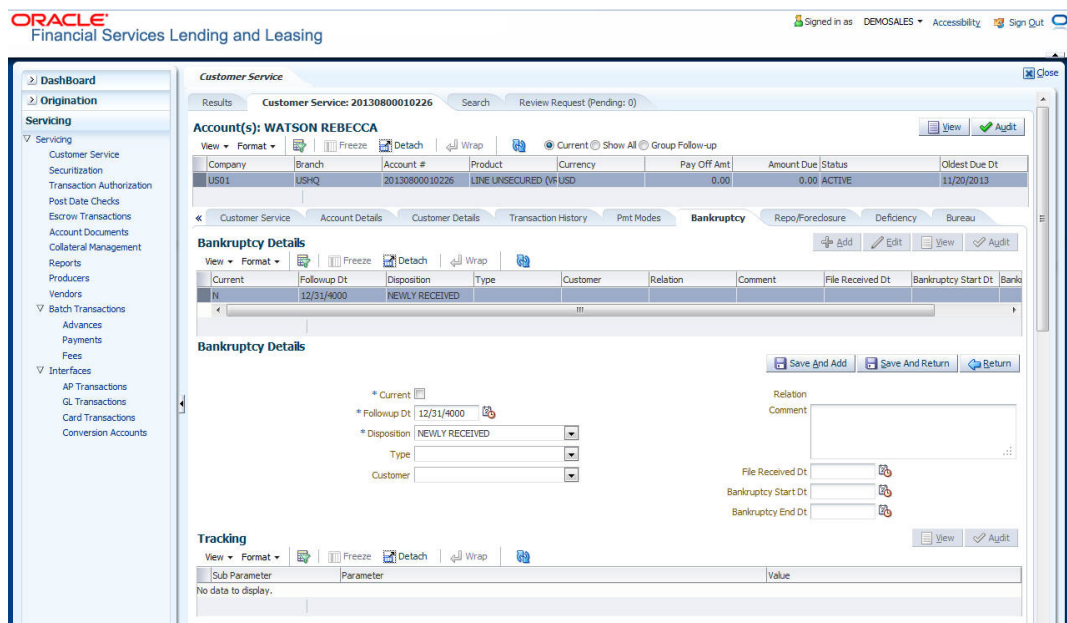 ORACLE
Financial Services Lending and Leasing
Signed in as DEMOSALES Accessibility Sign Out
Close
DashBoard
Origination
Servicing
Servicing
Customer Service
Securitization
Transaction Authorization
Post Date Checks
Escrow Transactions
Account Documents
Collateral Management
Reports
Producers
Vendors
Batch Transactions
Advances
Payments
Fees
Interfaces
AP Transactions
GL Transactions
Card Transactions
Conversion Accounts
Customer Service
Results Customer Service: 20130800010226 Search Review Request (Pending: 0)
Account(s): WATSON REBECCA
View Audit
View Format Freeze Detach Wrap Current Show All Group Follow-up
Company Branch Account # Product Currency Pay Off Amt Amount Due Status Oldest Due Dt
US01 USHQ 20130800010226 LINE UNSECURED (VR USD 0.00 0.00 ACTIVE 11/20/2013
« Customer Service Account Details Customer Details Transaction History Pmt Modes Bankruptcy Repo/Foreclosure Deficiency Bureau
Bankruptcy Details
Add Edit View Audit
View Format Freeze Detach Wrap
Current Followup Dt Disposition Type Customer Relation Comment File Received Dt Bankruptcy Start Dt Bankr
N 12/31/4000 NEWLY RECEIVED
Bankruptcy Details
Save And Add Save And Return Return
* Current
* Followup Dt 12/31/4000
* Disposition NEWLY RECEIVED
Type
Customer
Relation
Comment
File Received Dt
Bankruptcy Start Dt
Bankruptcy End Dt
Tracking
View Audit
View Format Freeze Detach Wrap
Sub Parameter Parameter Value
No data to display.